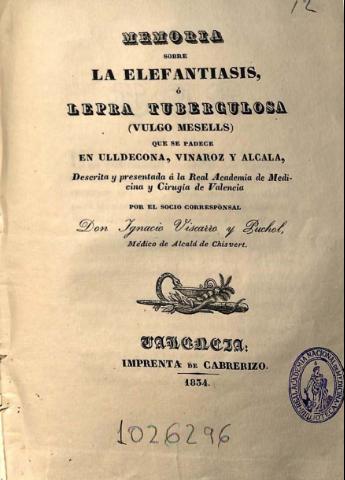 12
MEMORIA
SOBRE
LA ELEFANTIASIS,
ó
LEPRA TUBERCULOSA
(VULGO MESELLS)
QUE SE PADECE
EN ULLDECONA, VINAROZ Y ALCALA,
Descrita y presentada á la Real Academia de Medi-
cina y Cirugia de Valencia
POR EL SOCIO CORRESPONSAL
Don Ignacio Viscarro y Puchol,
Médico de Alcalá de Chisvert.
VALENCIA:
IMPRENTA DE CABRERIZO.
1834.
1026296